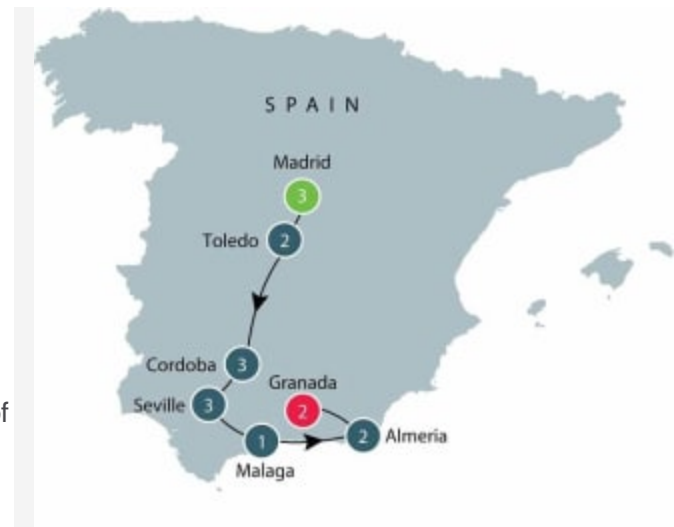 SPAIN
Madrid
3
Toledo 2
Cordoba 3
Granada
Seville 3
2
2 Almeria
1
Malaga